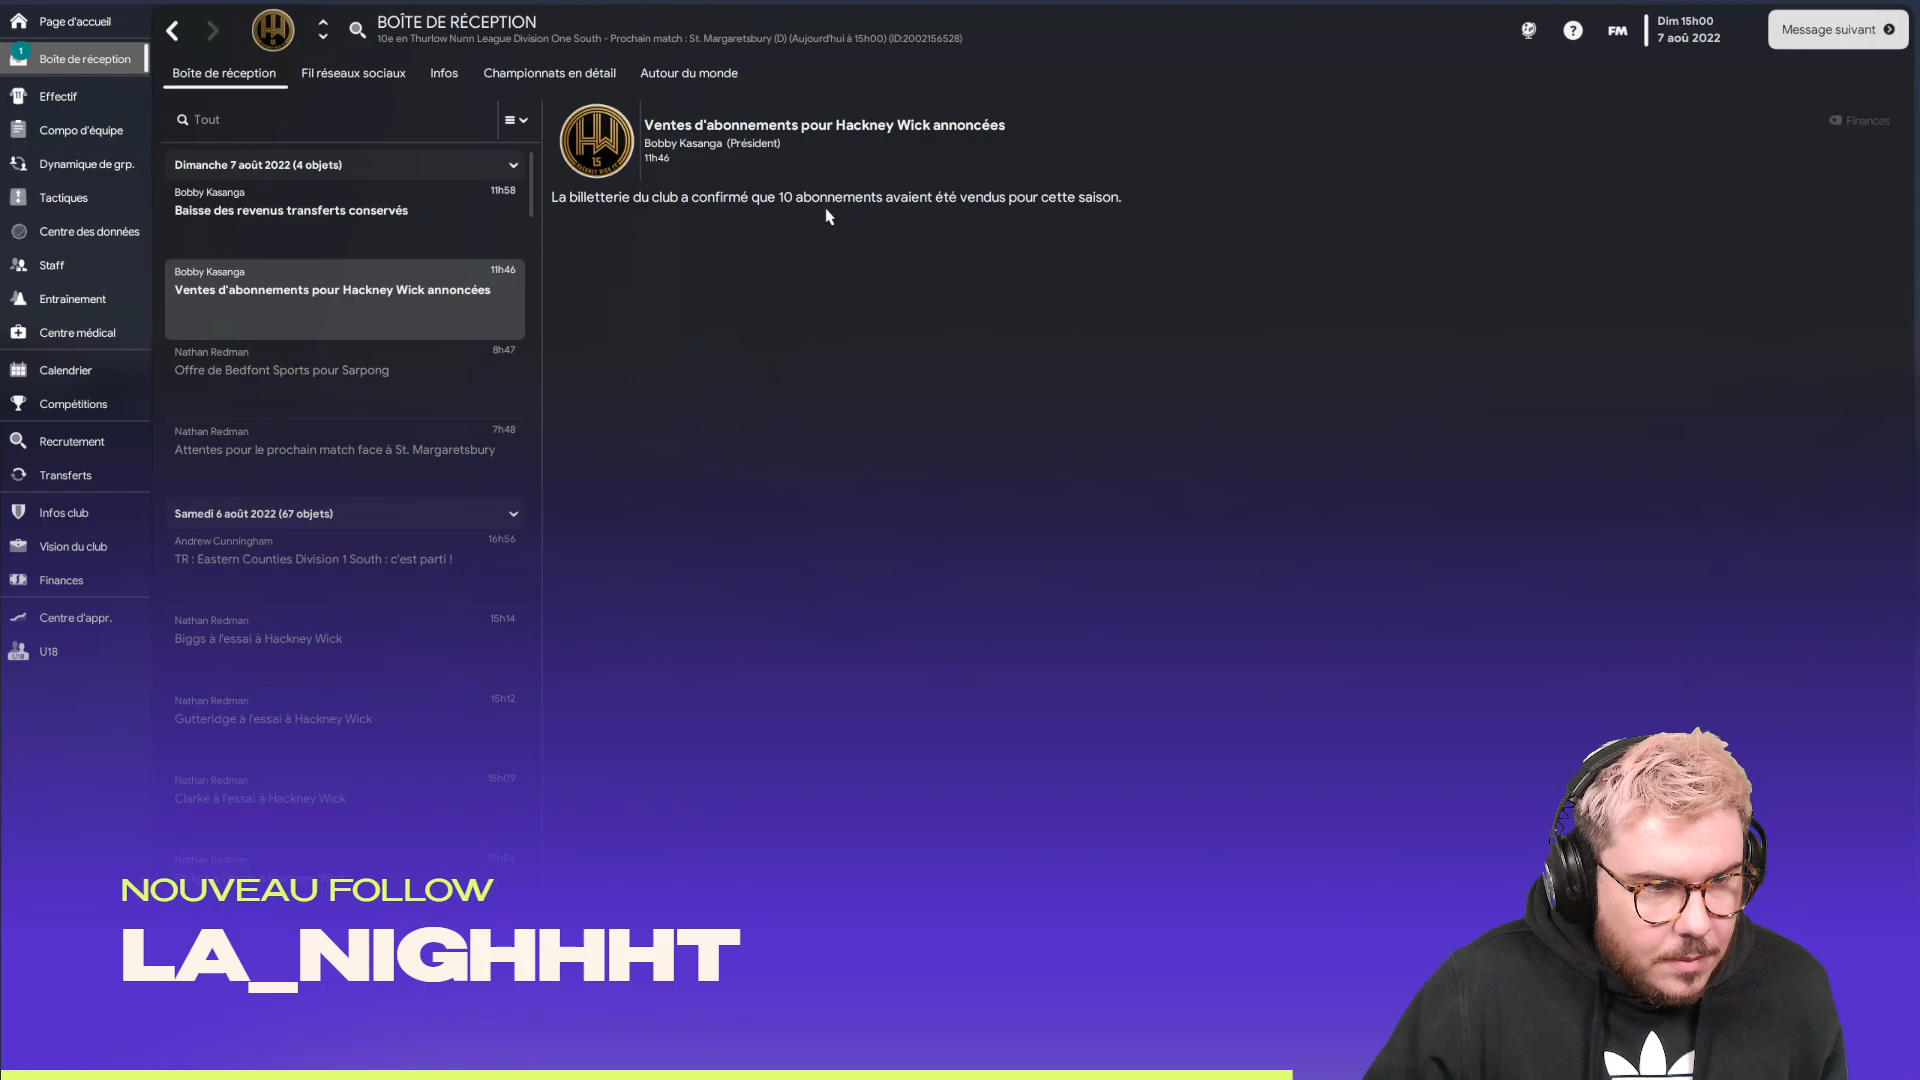 Page d'accueil
1
Boîte de réception
Effectif
Compo d'équipe
Dynamique de grp.
Tactiques
Centre des données
Staff
Entraînement
Centre médical
Calendrier
Compétitions
Recrutement
Transferts
Infos club
Vision du club
Finances
Centre d'appr.
U18
BOÎTE DE RÉCEPTION
10e en Thurlow Nunn League Division One South - Prochain match : St. Margaretsbury (D) (Aujourd'hui à 15h00) (ID:2002156528)
FM
Dim 15h00
7 aoû 2022
Message suivant
Boîte de réception
Fil réseaux sociaux
Infos
Championnats en détail
Autour du monde
Tout
Dimanche 7 août 2022 (4 objets)
Bobby Kasanga 11h58
Baisse des revenus transferts conservés
Bobby Kasanga 11h46
Ventes d'abonnements pour Hackney Wick annoncées
Nathan Redman 8h47
Offre de Bedfont Sports pour Sarpong
Nathan Redman 7h48
Attentes pour le prochain match face à St. Margaretsbury
Samedi 6 août 2022 (67 objets)
Andrew Cunningham 16h56
TR : Eastern Counties Division 1 South : c'est parti !
Nathan Redman 15h14
Biggs à l'essai à Hackney Wick
Nathan Redman 15h12
Gutteridge à l'essai à Hackney Wick
Nathan Redman 15h09
Clarke à l'essai à Hackney Wick
Nathan Redman 15h06
HW
15
Ventes d'abonnements pour Hackney Wick annoncées
Bobby Kasanga (Président)
11h46
Finances
La billetterie du club a confirmé que 10 abonnements avaient été vendus pour cette saison.
NOUVEAU FOLLOW
LA_NIGHHHT